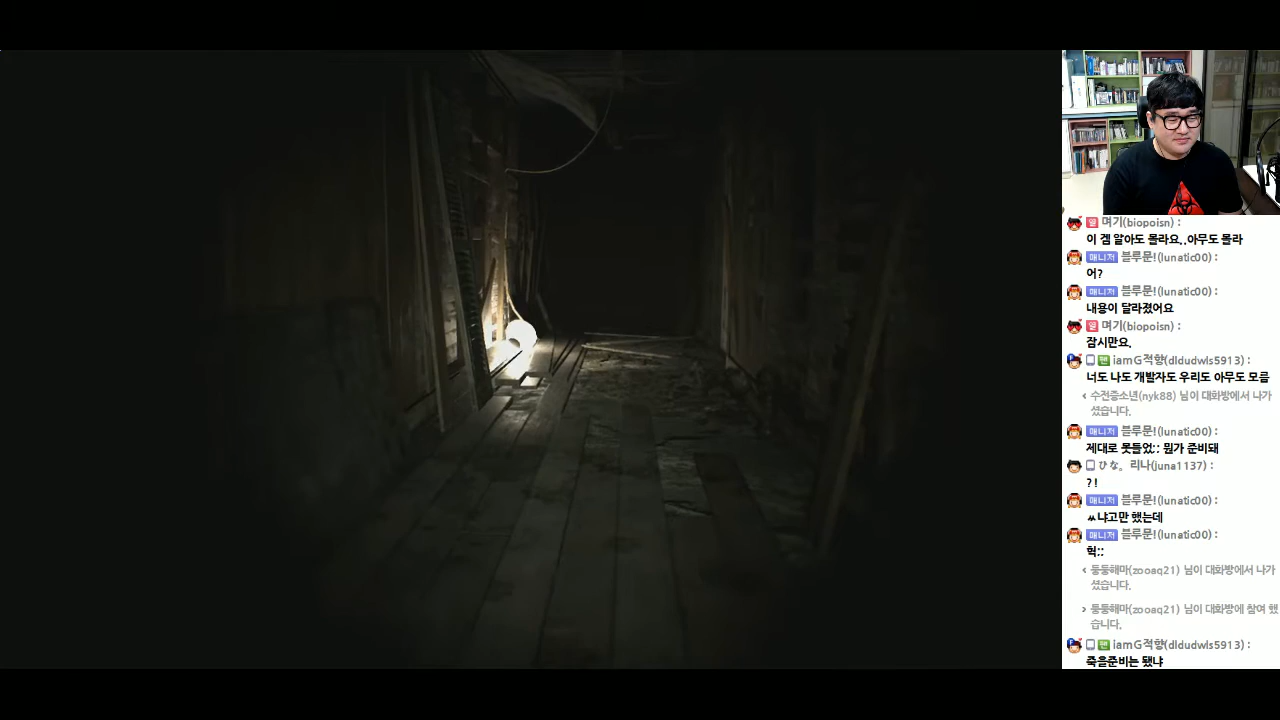 열 며기(biopoisn) :
이 겜 알아도 몰라요..아무도 몰라
매니저 블루문!(lunatic00) :
어?
매니저 블루문!(lunatic00) :
내용이 달라졌어요
열 며기(biopoisn) :
잠시만요.
팬 iamG적향(dldudwls5913) :
너도 나도 개발자도 우리도 아무도 모름
수전증소년(nyk88) 님이 대화방에서 나가
셨습니다.
매니저 블루문!(lunatic00) :
제대로 못들었;; 뭔가 준비돼
ひな。리나(juna1137) :
?!
매니저 블루문!(lunatic00) :
ㅆ냐고만 했는데
매니저 블루문!(lunatic00) :
헉;;
둥둥해마(zooaq21) 님이 대화방에서 나가
셨습니다.
둥둥해마(zooaq21) 님이 대화방에 참여 했
습니다.
팬 iamG적향(dldudwls5913) :
죽을준비는 됐냐